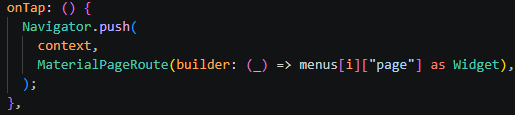 onTap: () {
  Navigator.push(
    context,
    MaterialPageRoute(builder: (_) => menus[i]["page"] as Widget),
  );
},